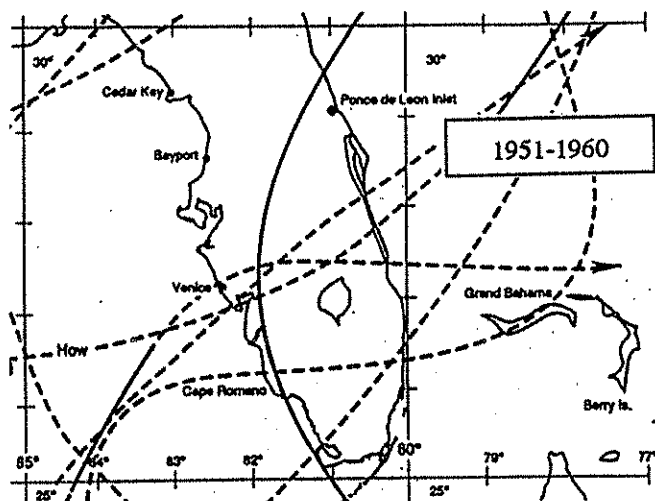 30°
30°
Cedar Key
Ponce de Leon Inlet
1951-1960
Bayport
Venice
Grand Bahama
How
Cape Romano
Berry Is.
85°
84°
83°
82°
80°
79°
77°
25°
25°